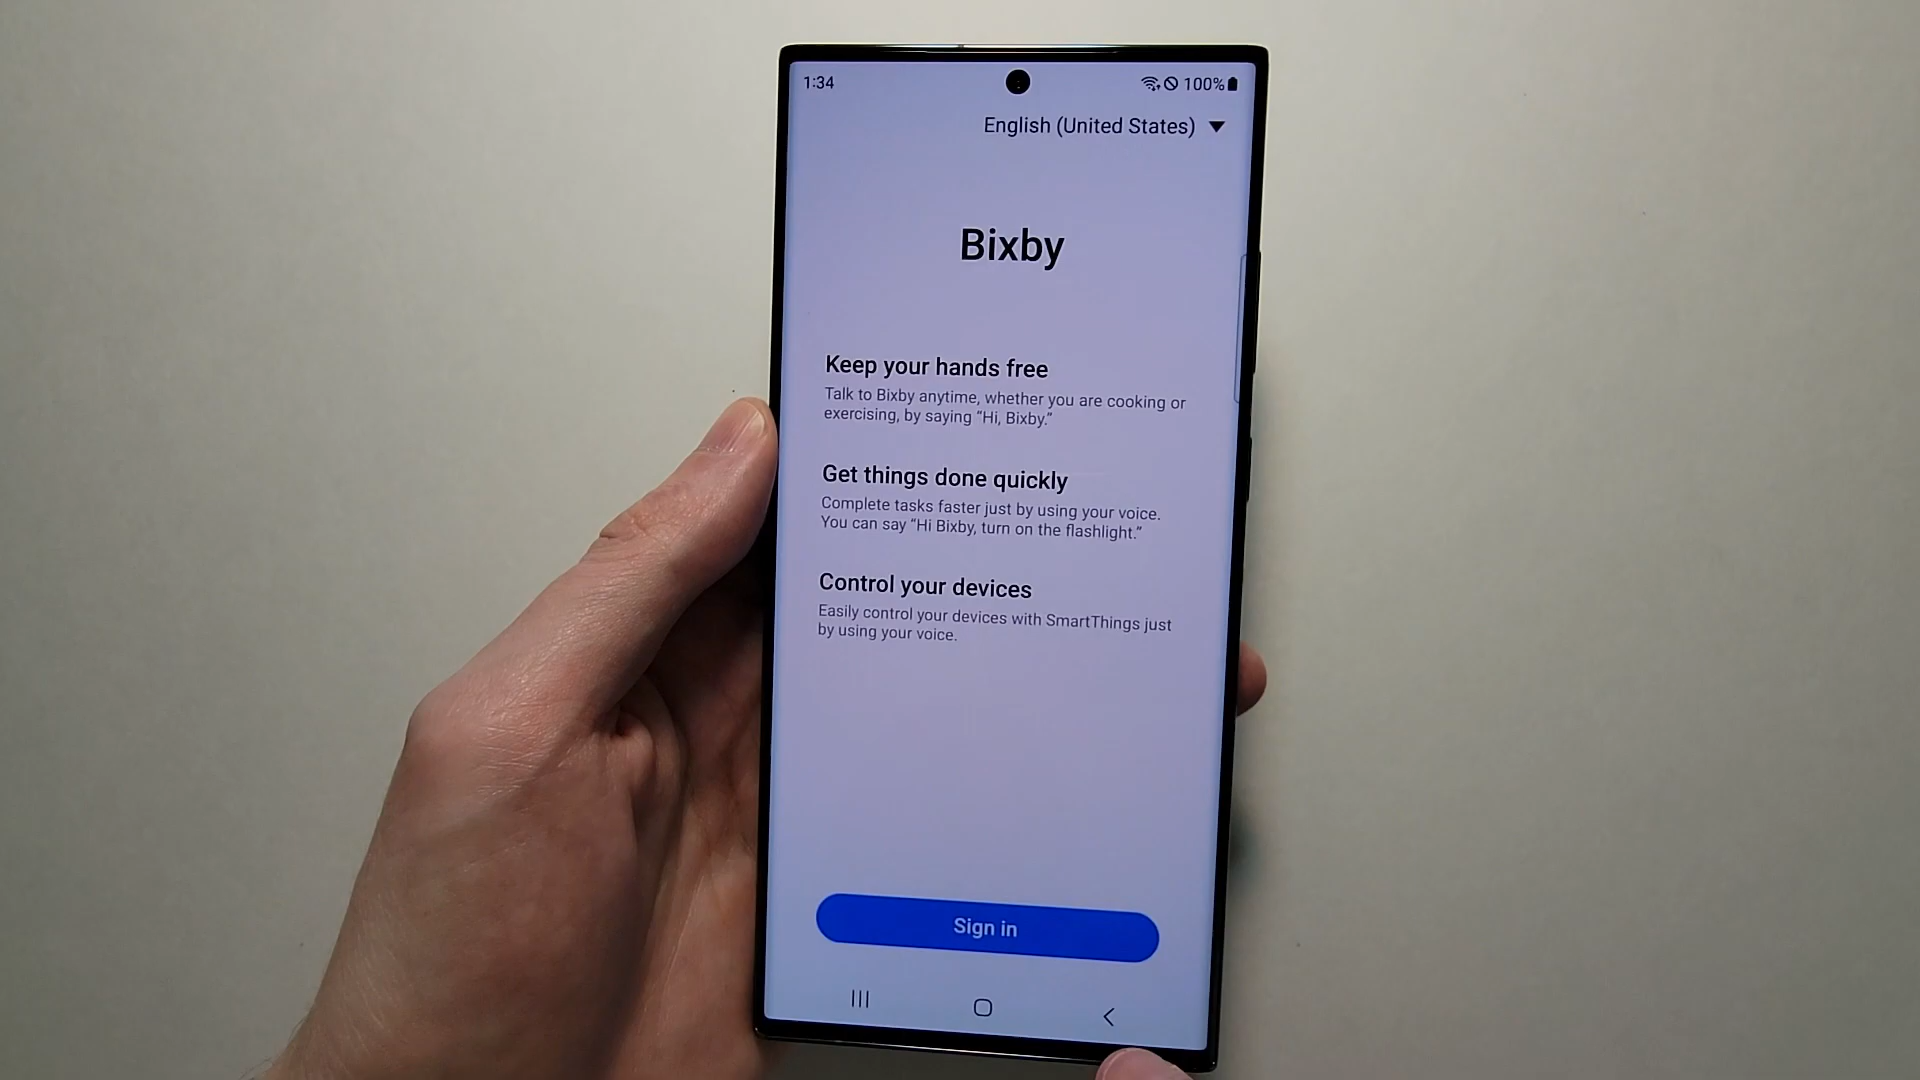 1:34
100%
English (United States)
Bixby
Keep your hands free
Talk to Bixby anytime, whether you are cooking or
exercising, by saying “Hi, Bixby.”
Get things done quickly
Complete tasks faster just by using your voice.
You can say “Hi Bixby, turn on the flashlight.”
Control your devices
Easily control your devices with SmartThings just
by using your voice.
Sign in